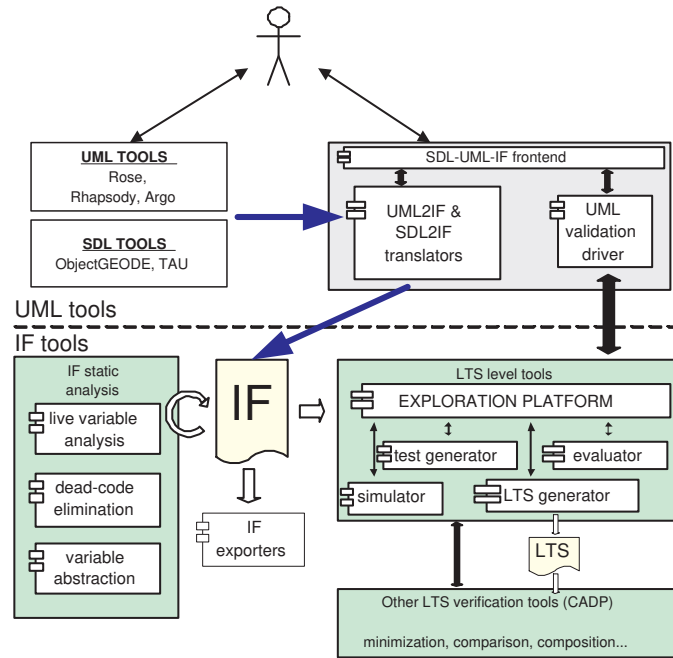 UML TOOLS
Rose,
Rhapsody, Argo
SDL TOOLS
ObjectGEODE, TAU
SDL-UML-IF frontend
UML2IF &
SDL2IF
translators
UML
validation
driver
UML tools
IF tools
IF static
analysis
live variable
analysis
dead-code
elimination
variable
abstraction
IF
IF
exporters
LTS level tools
EXPLORATION PLATFORM
test generator
evaluator
simulator
LTS generator
LTS
Other LTS verification tools (CADP)
minimization, comparison, composition...